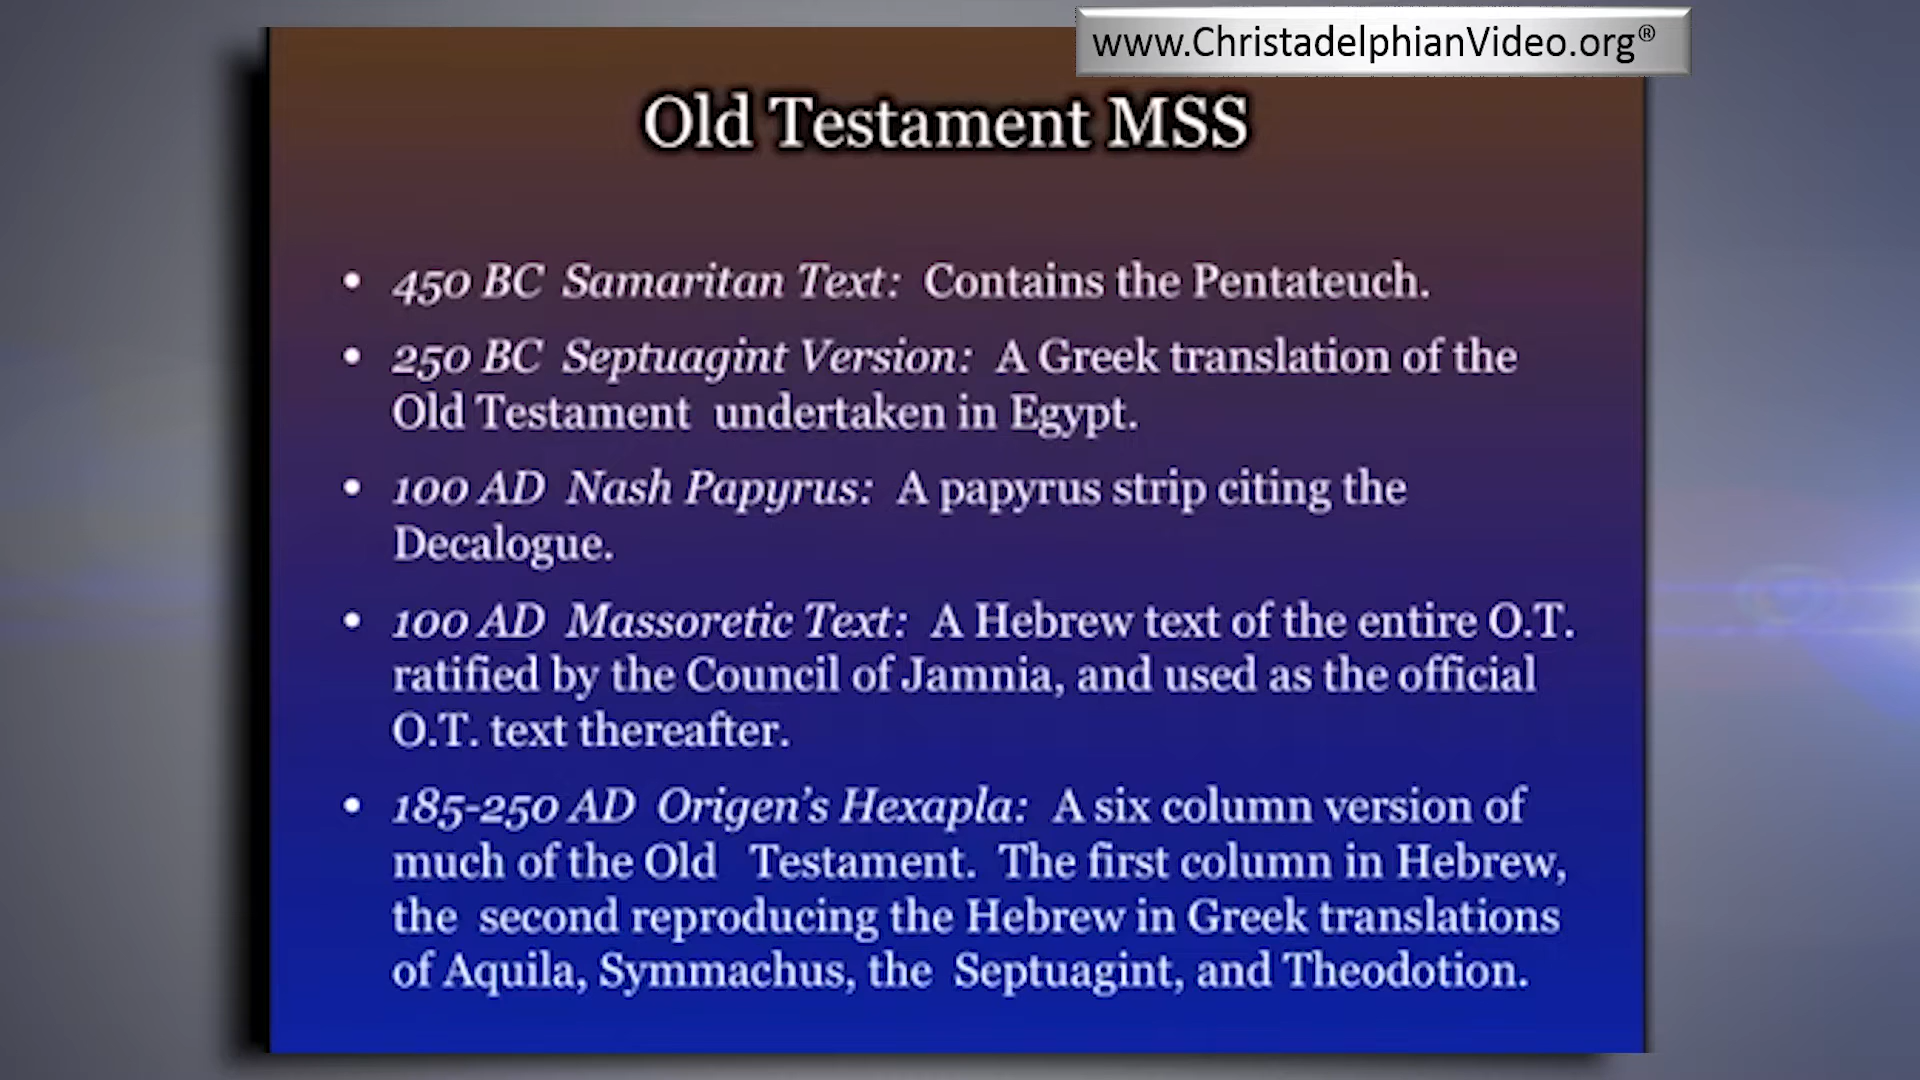 www.ChristadelphianVideo.org®
Old Testament MSS
• 450 BC Samaritan Text: Contains the Pentateuch.
• 250 BC Septuagint Version: A Greek translation of the
Old Testament undertaken in Egypt.
• 100 AD Nash Papyrus: A papyrus strip citing the
Decalogue.
• 100 AD Massoretic Text: A Hebrew text of the entire O.T.
ratified by the Council of Jamnia, and used as the official
O.T. text thereafter.
• 185-250 AD Origen's Hexapla: A six column version of
much of the Old Testament. The first column in Hebrew,
the second reproducing the Hebrew in Greek translations
of Aquila, Symmachus, the Septuagint, and Theodotion.